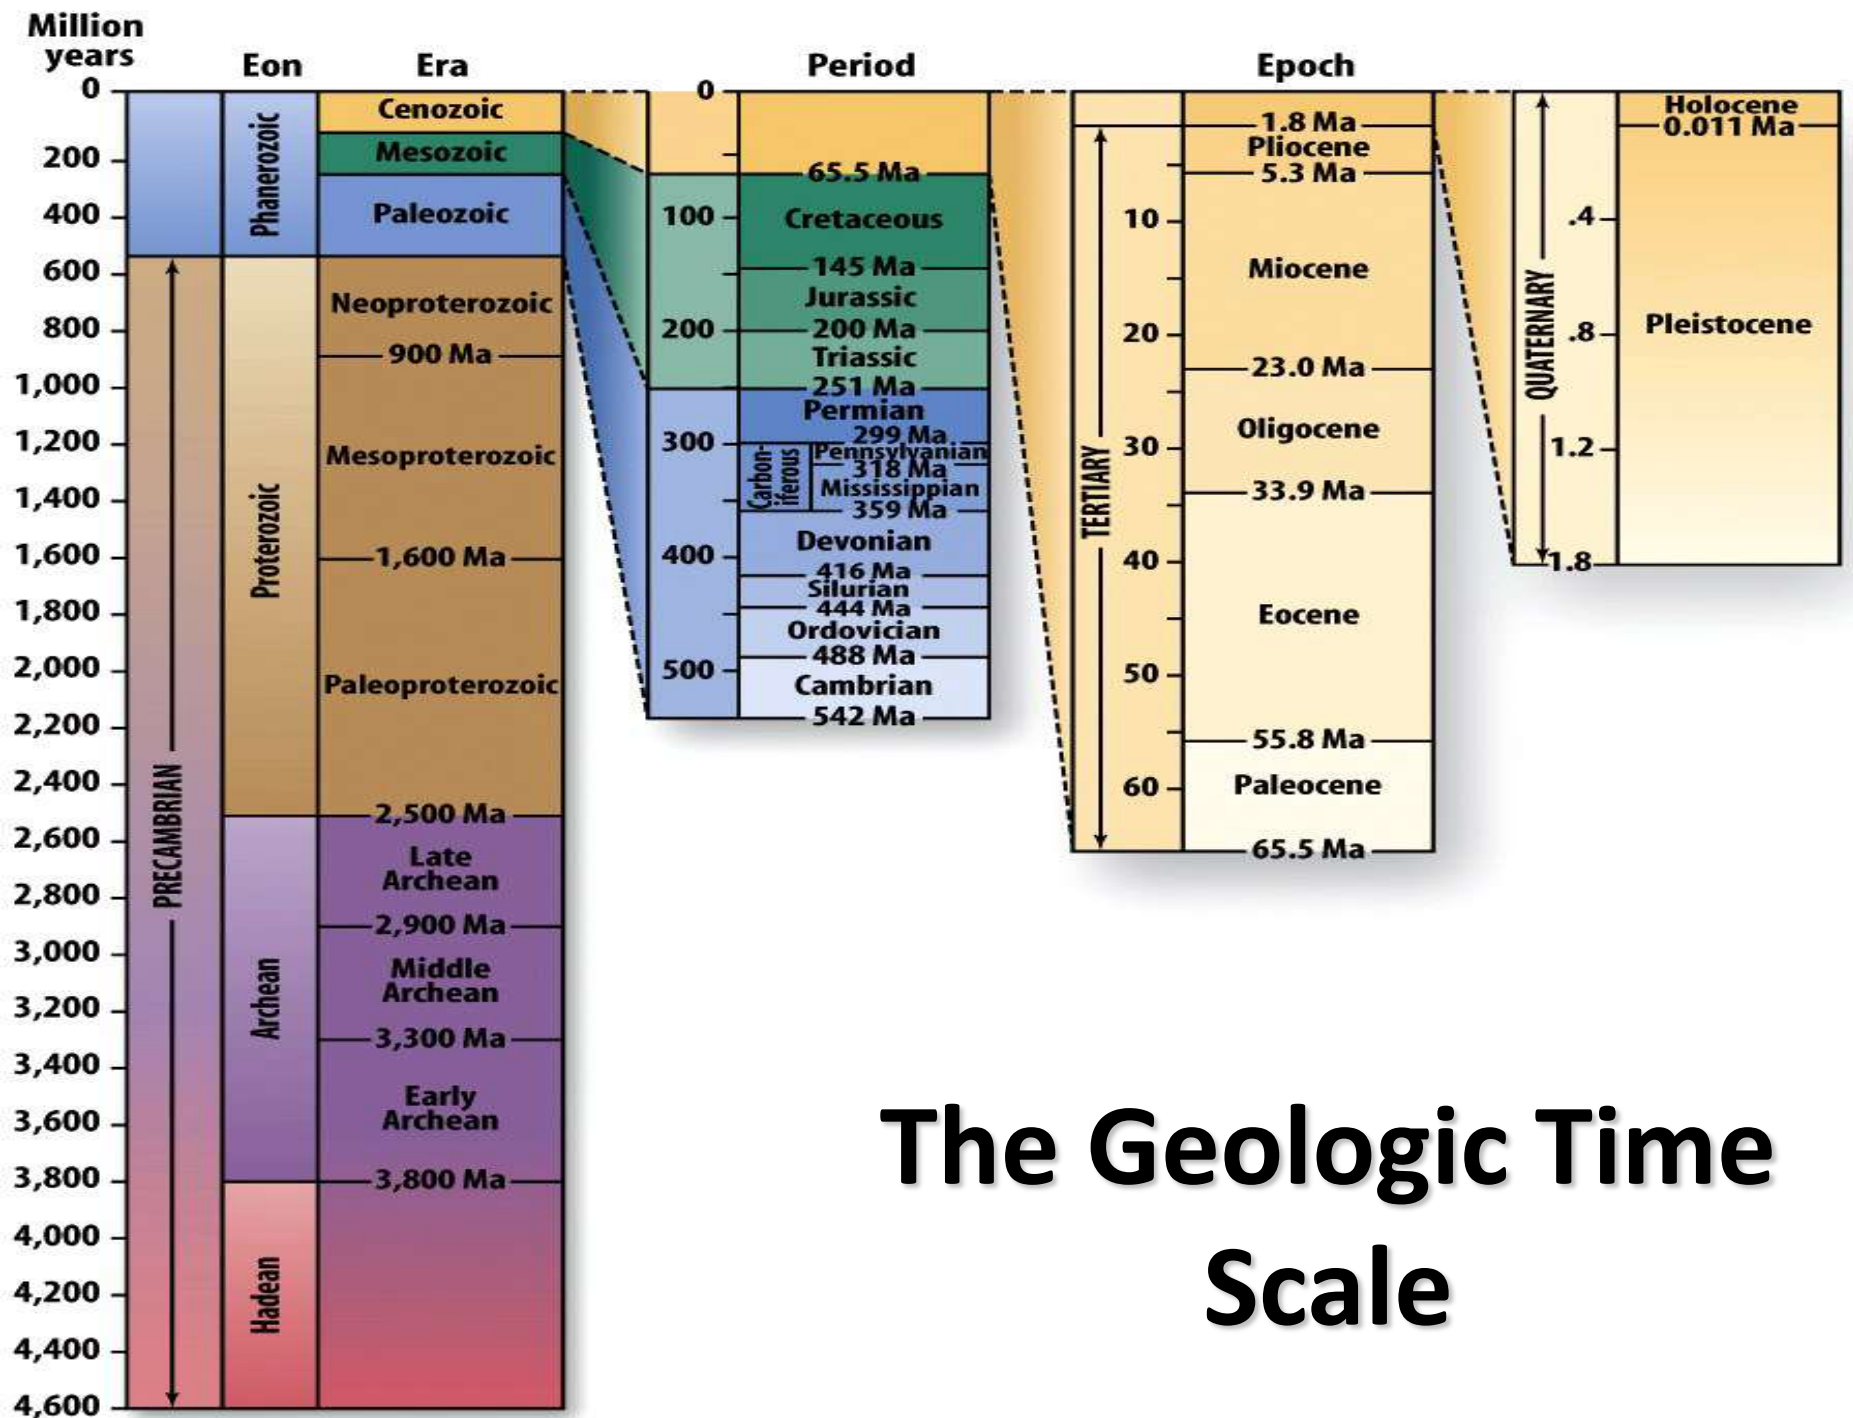 Million
years
Eon
Era
Period
Epoch
0
200
400
600
800
1,000
1,200
1,400
1,600
1,800
2,000
2,200
2,400
2,600
2,800
3,000
3,200
3,400
3,600
3,800
4,000
4,200
4,400
4,600
PRECAMBRIAN
Phanerozoic
Proterozoic
Archean
Hadean
Cenozoic
Mesozoic
Paleozoic
Neoproterozoic
900 Ma
Mesoproterozoic
1,600 Ma
Paleoproterozoic
2,500 Ma
Late
Archean
2,900 Ma
Middle
Archean
3,300 Ma
Early
Archean
3,800 Ma
0
100
200
300
400
500
65.5 Ma
Cretaceous
145 Ma
Jurassic
200 Ma
Triassic
251 Ma
Permian
299 Ma
Carbon-
iferous
Pennsylvanian
318 Ma
Mississippian
359 Ma
Devonian
416 Ma
Silurian
444 Ma
Ordovician
488 Ma
Cambrian
542 Ma
TERTIARY
10
20
30
40
50
60
1.8 Ma
Pliocene
5.3 Ma
Miocene
23.0 Ma
Oligocene
33.9 Ma
Eocene
55.8 Ma
Paleocene
65.5 Ma
QUATERNARY
.4
.8
1.2
1.8
Holocene
0.011 Ma
Pleistocene
The Geologic Time
Scale